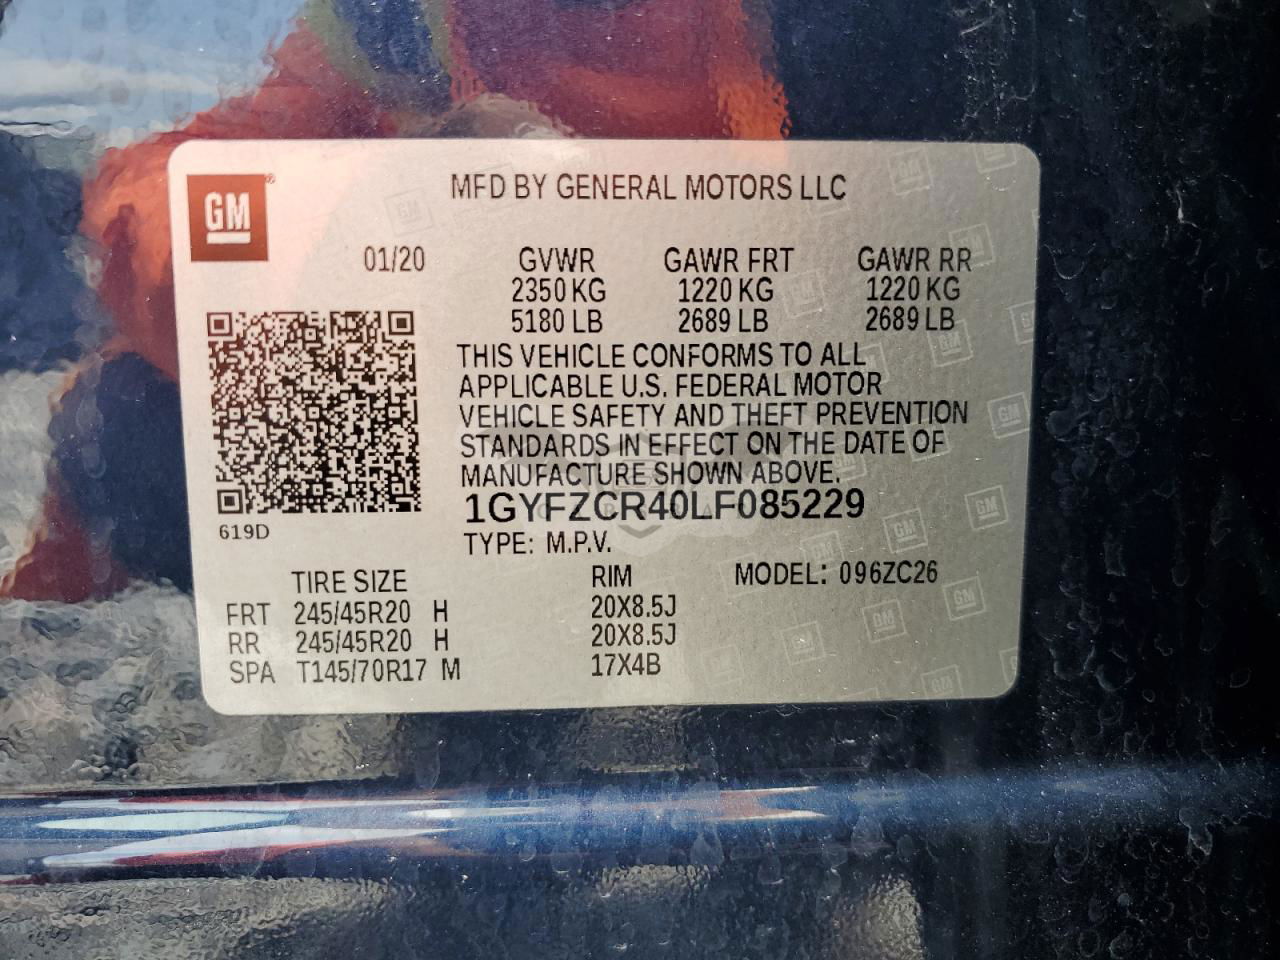 GM®
MFD BY GENERAL MOTORS LLC
01/20 GVWR GAWR FRT GAWR RR
2350 KG 1220 KG 1220 KG
5180 LB 2689 LB 2689 LB
THIS VEHICLE CONFORMS TO ALL
APPLICABLE U.S. FEDERAL MOTOR
VEHICLE SAFETY AND THEFT PREVENTION
STANDARDS IN EFFECT ON THE DATE OF
MANUFACTURE SHOWN ABOVE.
1GYFZCR40LF085229
619D
TYPE: M.P.V.
TIRE SIZE RIM MODEL: 096ZC26
FRT 245/45R20 H 20X8.5J
RR 245/45R20 H 20X8.5J
SPA T145/70R17 M 17X4B